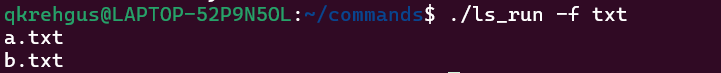 qkrehgus@LAPTOP-52P9N5OL:~/commands$ ./ls_run -f txt
a.txt
b.txt